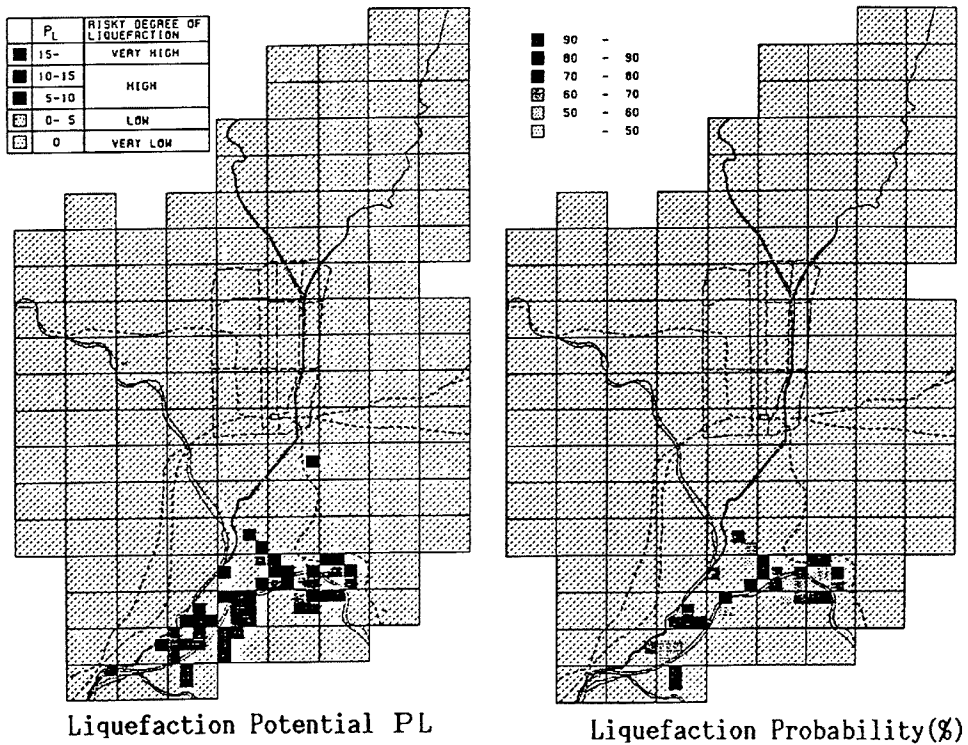 PL RISKY DEGREE OF LIQUEFACTION
15- VERY HIGH
10-15 HIGH
5-10
0- 5 LOW
0 VERY LOW
90 -
80 - 90
70 - 80
60 - 70
50 - 60
- 50
Liquefaction Potential PL
Liquefaction Probability(%)